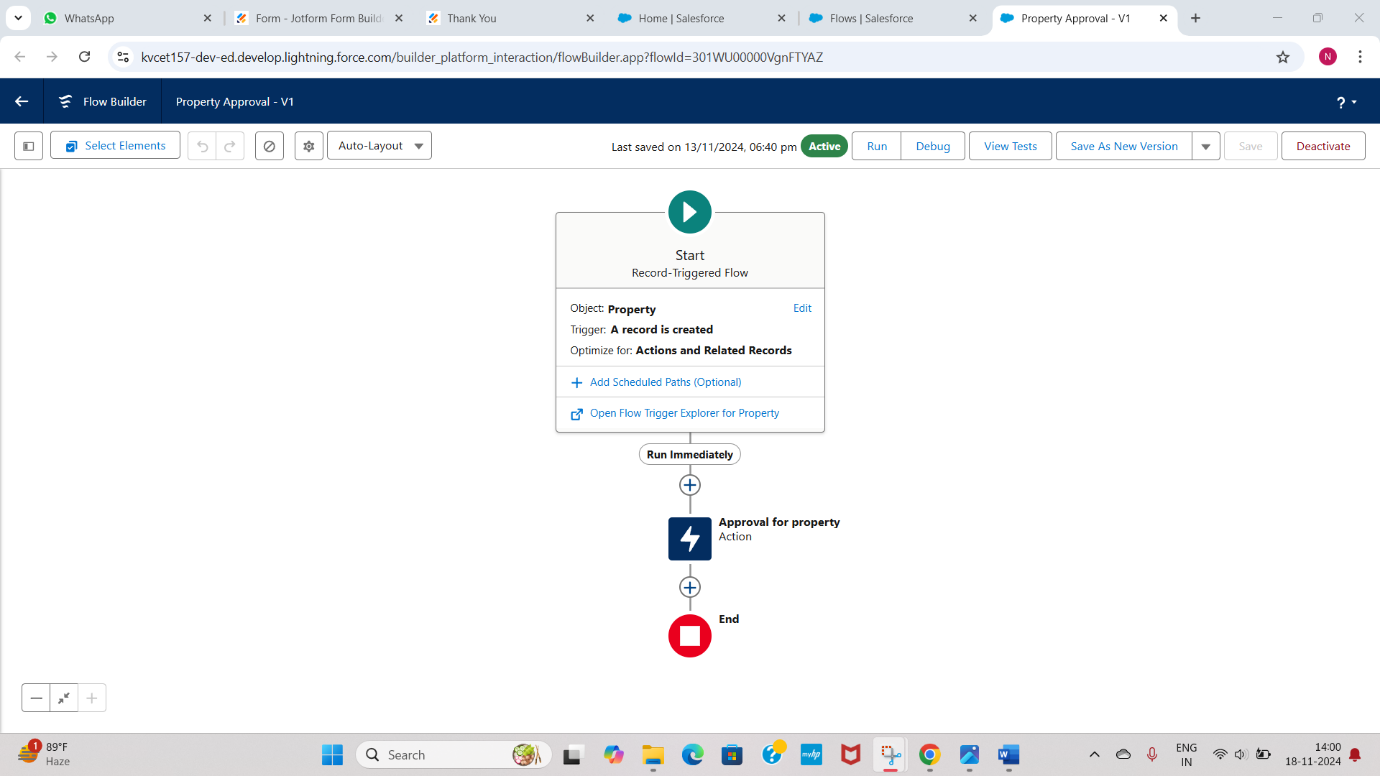 WhatsApp
Form - Jotform Form Build
Thank You
Home | Salesforce
Flows | Salesforce
Property Approval - V1
kvcet157-dev-ed.develop.lightning.force.com/builder_platform_interaction/flowBuilder.app?flowId=301WU00000VgnFTYAZ
N
Flow Builder
Property Approval - V1
?
Select Elements
Auto-Layout
Last saved on 13/11/2024, 06:40 pm
Active
Run
Debug
View Tests
Save As New Version
Save
Deactivate
Start
Record-Triggered Flow
Object: Property
Edit
Trigger: A record is created
Optimize for: Actions and Related Records
Add Scheduled Paths (Optional)
Open Flow Trigger Explorer for Property
Run Immediately
Approval for property
Action
End
1
89°F
Haze
Search
myhp
W
ENG
IN
14:00
18-11-2024